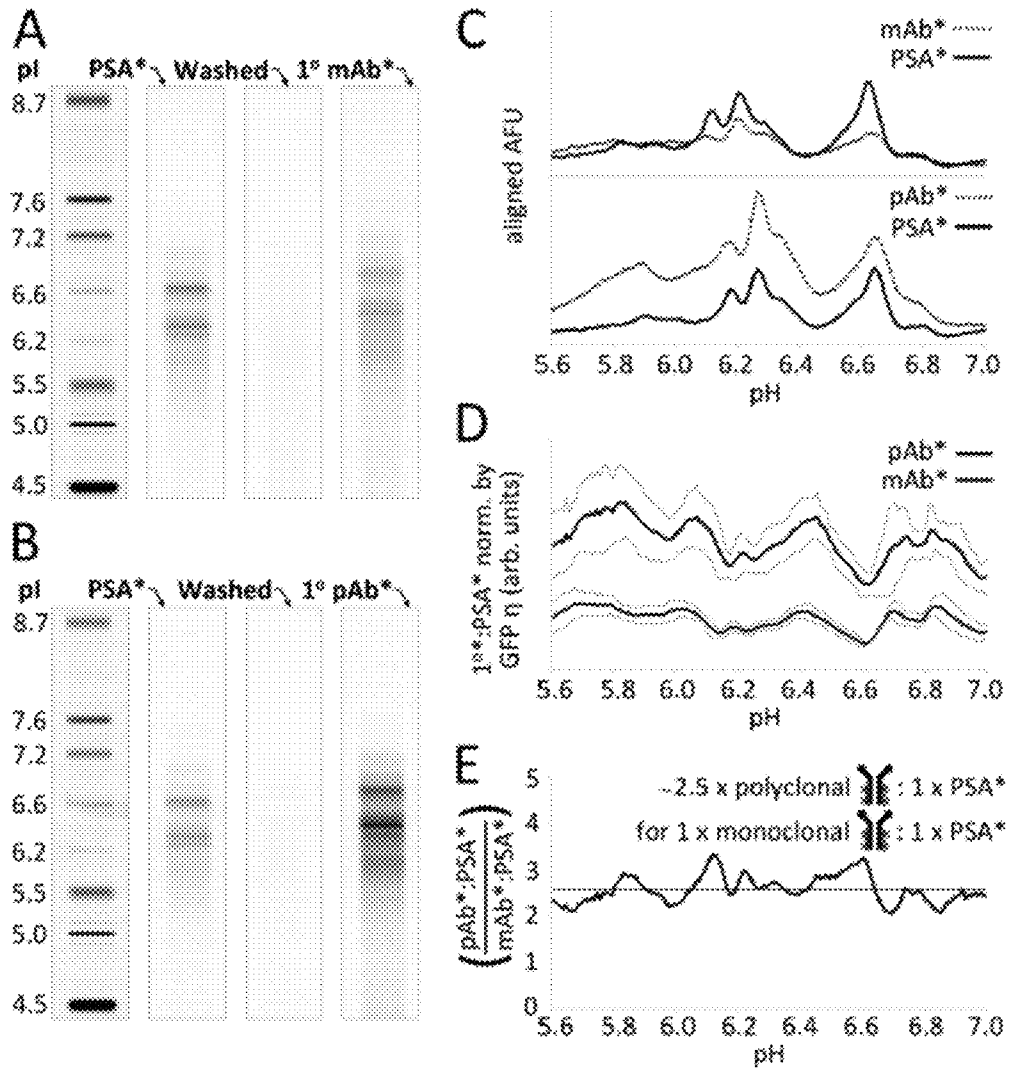 A
pI PSA* Washed 1º mAb*
8.7
7.6
7.2
6.6
6.2
5.5
5.0
4.5
B
pI PSA* Washed 1º pAb*
8.7
7.6
7.2
6.6
6.2
5.5
5.0
4.5
C
mAb*
PSA*
aligned AFU
pAb*
PSA*
5.6 5.8 6.0 6.2 6.4 6.6 6.8 7.0
pH
D
pAb*
mAb*
1º*:PSA* norm. by
GFP η (arb. units)
5.6 5.8 6.0 6.2 6.4 6.6 6.8 7.0
pH
E
~2.5 x polyclonal : 1 x PSA*
for 1 x monoclonal : 1 x PSA*
(pAb*:PSA*
mAb*:PSA*)
5
4
3
2
1
0
5.6 5.8 6.0 6.2 6.4 6.6 6.8 7.0
pH